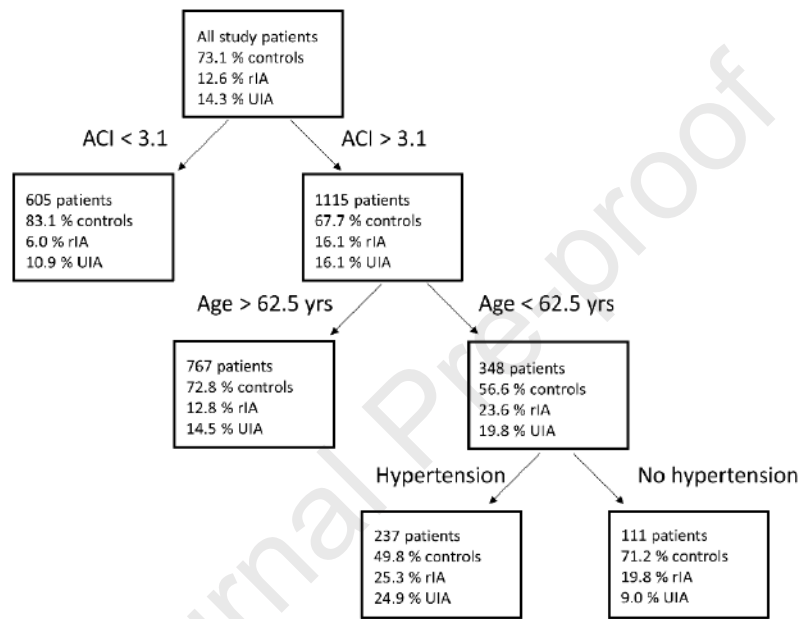 All study patients
73.1 % controls
12.6 % rIA
14.3 % UIA
ACI < 3.1
ACI > 3.1
605 patients
83.1 % controls
6.0 % rIA
10.9 % UIA
1115 patients
67.7 % controls
16.1 % rIA
16.1 % UIA
Age > 62.5 yrs
Age < 62.5 yrs
767 patients
72.8 % controls
12.8 % rIA
14.5 % UIA
348 patients
56.6 % controls
23.6 % rIA
19.8 % UIA
Hypertension
No hypertension
237 patients
49.8 % controls
25.3 % rIA
24.9 % UIA
111 patients
71.2 % controls
19.8 % rIA
9.0 % UIA
urnal Pre-proof